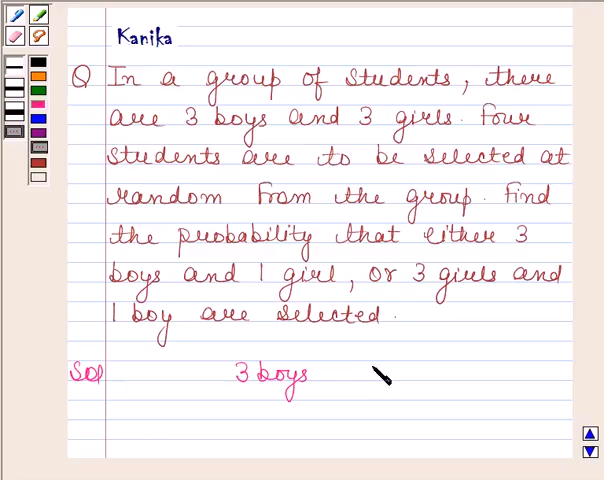 Kanika
Q In a group of students, there
are 3 boys and 3 girls. Four
students are to be selected at
random from the group. Find
the probability that either 3
boys and 1 girl, or 3 girls and
1 boy are selected.
Sol 3 boys